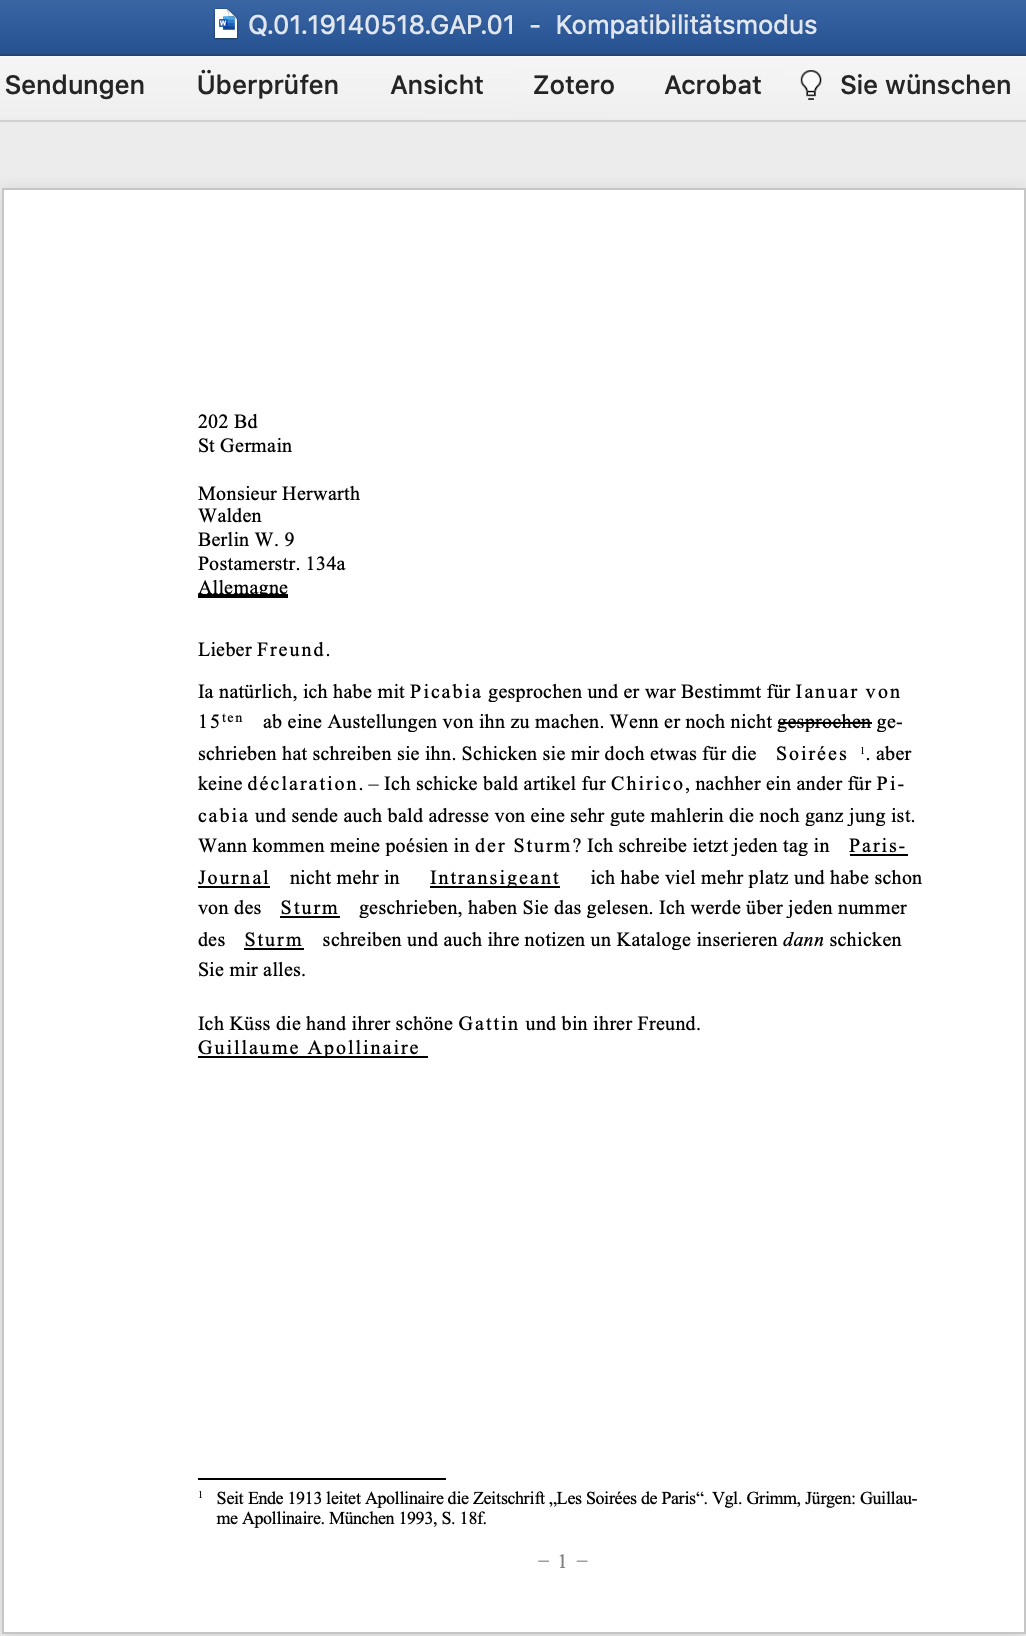 Q.01.19140518.GAP.01 - Kompatibilitätsmodus
Sendungen Überprüfen Ansicht Zotero Acrobat Sie wünschen
202 Bd
St Germain
Monsieur Herwarth
Walden
Berlin W. 9
Postamerstr. 134a
Allemagne
Lieber Freund.
Ia natürlich, ich habe mit Picabia gesprochen und er war Bestimmt für Ianuar von
15ten ab eine Austellungen von ihn zu machen. Wenn er noch nicht gesprochen ge-
schrieben hat schreiben sie ihn. Schicken sie mir doch etwas für die Soirées 1. aber
keine déclaration. – Ich schicke bald artikel fur Chirico, nachher ein ander für Pi-
cabia und sende auch bald adresse von eine sehr gute mahlerin die noch ganz jung ist.
Wann kommen meine poésien in der Sturm? Ich schreibe ietzt jeden tag in Paris-
Journal nicht mehr in Intransigeant ich habe viel mehr platz und habe schon
von des Sturm geschrieben, haben Sie das gelesen. Ich werde über jeden nummer
des Sturm schreiben und auch ihre notizen un Kataloge inserieren dann schicken
Sie mir alles.
Ich Küss die hand ihrer schöne Gattin und bin ihrer Freund.
Guillaume Apollinaire
1 Seit Ende 1913 leitet Apollinaire die Zeitschrift „Les Soirées de Paris“. Vgl. Grimm, Jürgen: Guillau-
me Apollinaire. München 1993, S. 18f.
– 1 –